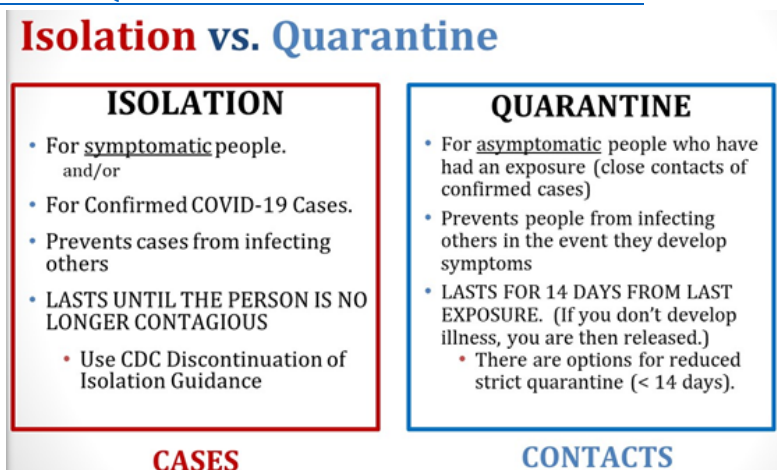 Isolation vs. Quarantine
ISOLATION
• For symptomatic people.
and/or
• For Confirmed COVID-19 Cases.
• Prevents cases from infecting
others
• LASTS UNTIL THE PERSON IS NO
LONGER CONTAGIOUS
• Use CDC Discontinuation of
Isolation Guidance
CASES
QUARANTINE
• For asymptomatic people who have
had an exposure (close contacts of
confirmed cases)
• Prevents people from infecting
others in the event they develop
symptoms
• LASTS FOR 14 DAYS FROM LAST
EXPOSURE. (If you don't develop
illness, you are then released.)
• There are options for reduced
strict quarantine (< 14 days).
CONTACTS